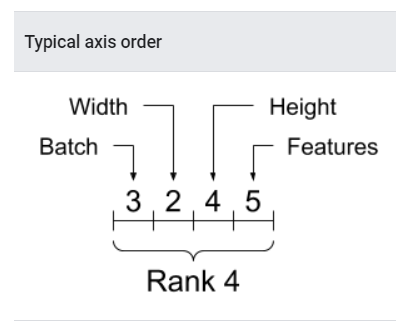 Typical axis order
Width
Height
Batch
Features
3 2 4 5
Rank 4